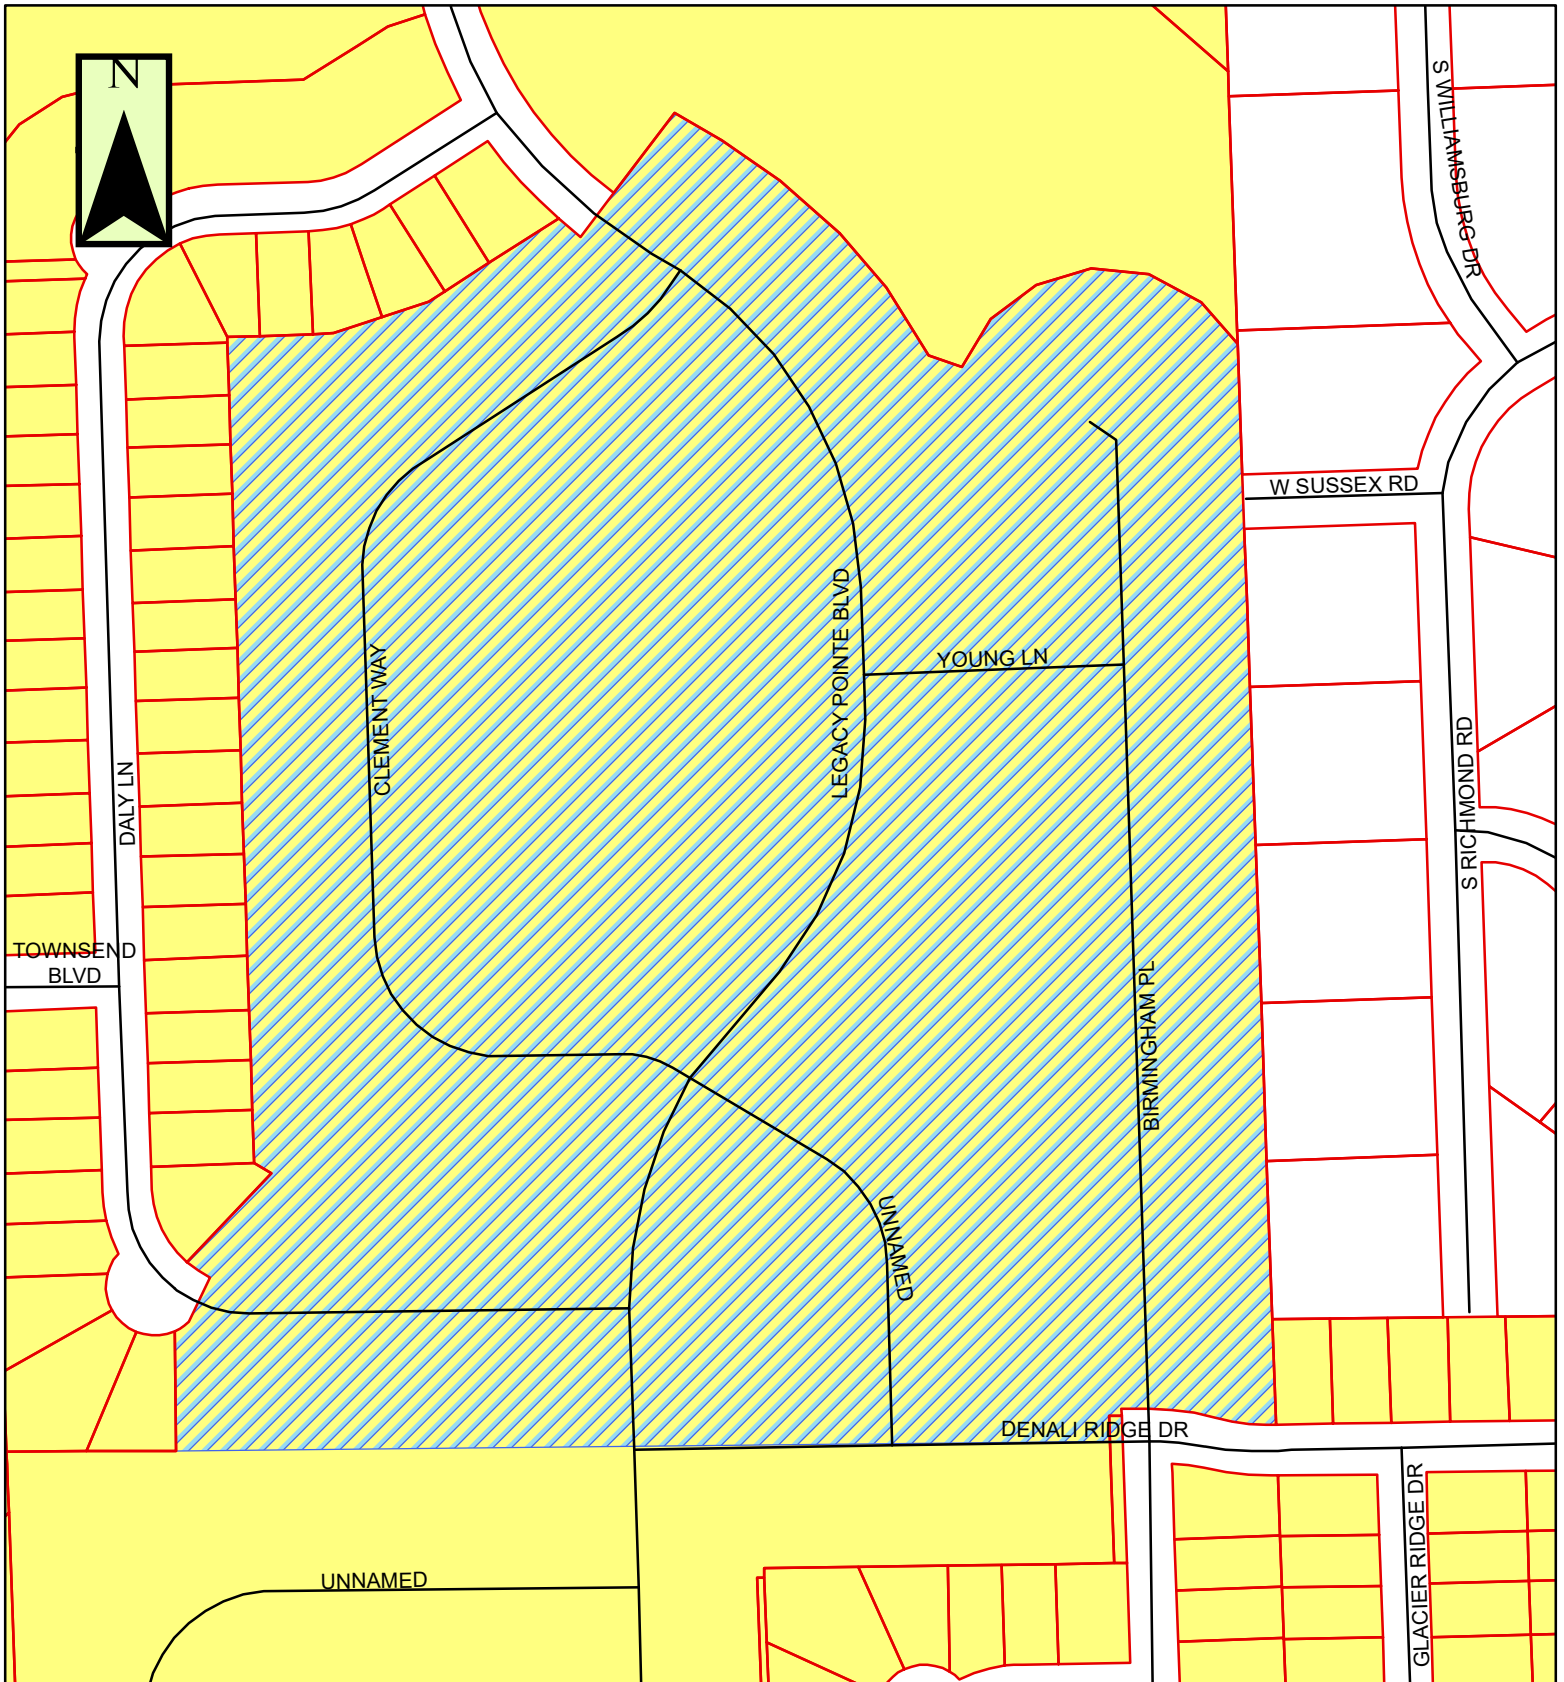 N
S WILLIAMSBURG DR
W SUSSEX RD
LEGACY POINTE BLVD
YOUNG LN
CLEMENT WAY
DALY LN
S RICHMOND RD
TOWNSEND
BLVD
BIRMINGHAM PL
UNNAMED
DENALI RIDGE DR
GLACIER RIDGE DR
UNNAMED